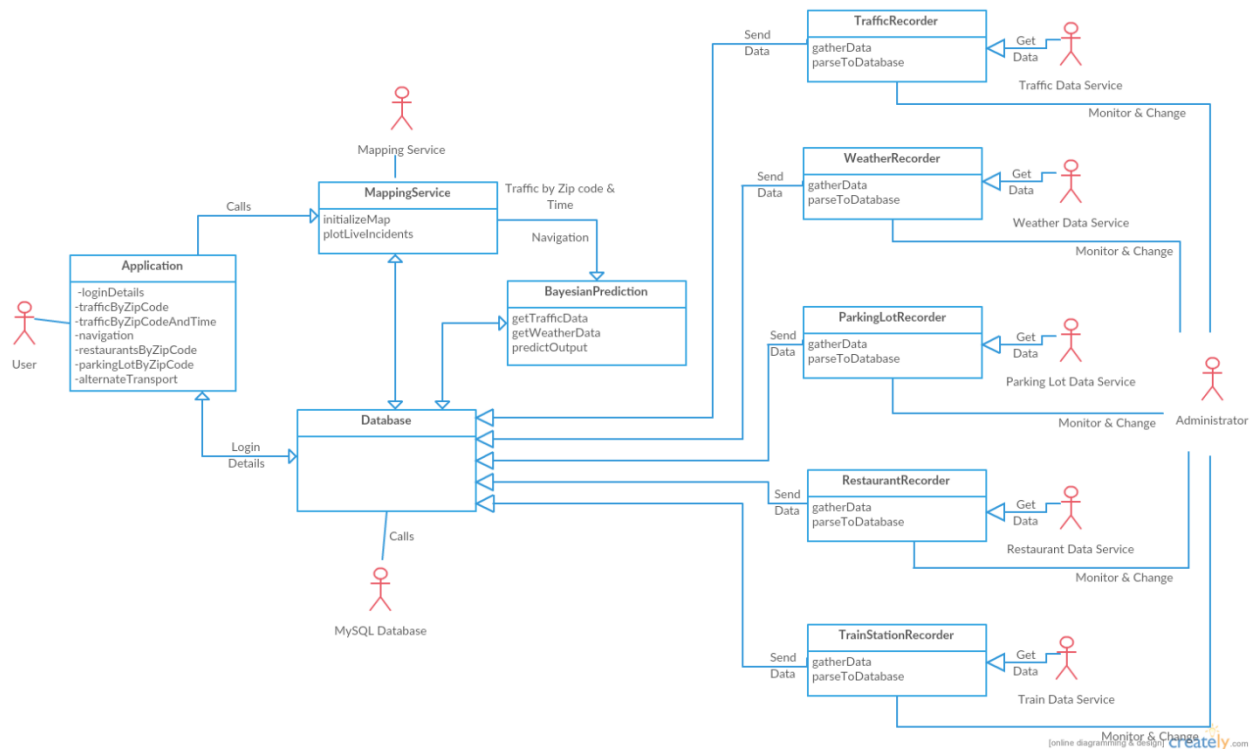 TrafficRecorder
gatherData
parseToDatabase
Send
Data
Get
Data
Traffic Data Service
Monitor & Change
Mapping Service
MappingService
initializeMap
plotLiveIncidents
Calls
Traffic by Zip code &
Time
Navigation
WeatherRecorder
gatherData
parseToDatabase
Send
Data
Get
Data
Weather Data Service
Monitor & Change
Application
-loginDetails
-trafficByZipCode
-trafficByZipCodeAndTime
-navigation
-restaurantsByZipCode
-parkingLotByZipCode
-alternateTransport
User
BayesianPrediction
getTrafficData
getWeatherData
predictOutput
ParkingLotRecorder
gatherData
parseToDatabase
Send
Data
Get
Data
Parking Lot Data Service
Monitor & Change
Administrator
Database
Login
Details
Calls
MySQL Database
RestaurantRecorder
gatherData
parseToDatabase
Send
Data
Get
Data
Restaurant Data Service
Monitor & Change
TrainStationRecorder
gatherData
parseToDatabase
Send
Data
Get
Data
Train Data Service
Monitor & Change
[online diagramming & design] creately.com